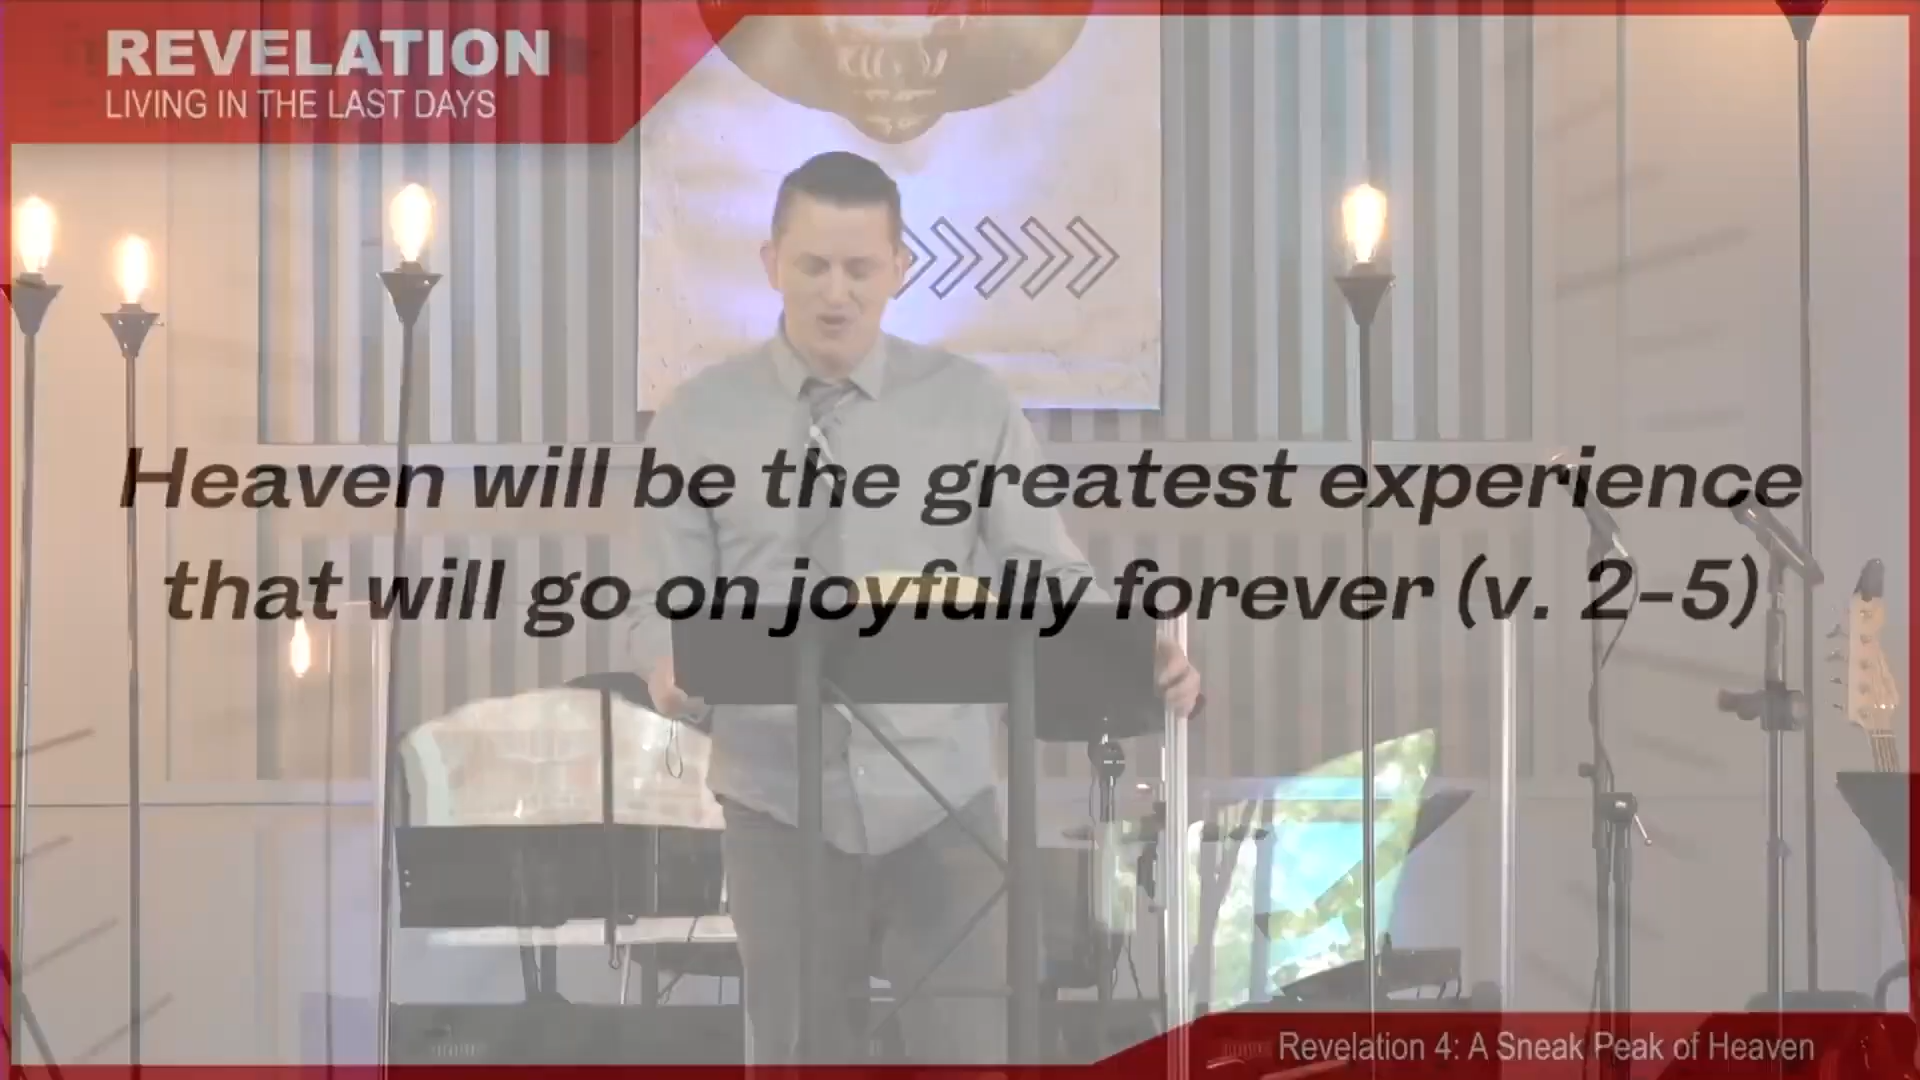 REVELATION
LIVING IN THE LAST DAYS
Heaven will be the greatest experience
that will go on joyfully forever (v. 2-5)
Revelation 4: A Sneak Peak of Heaven